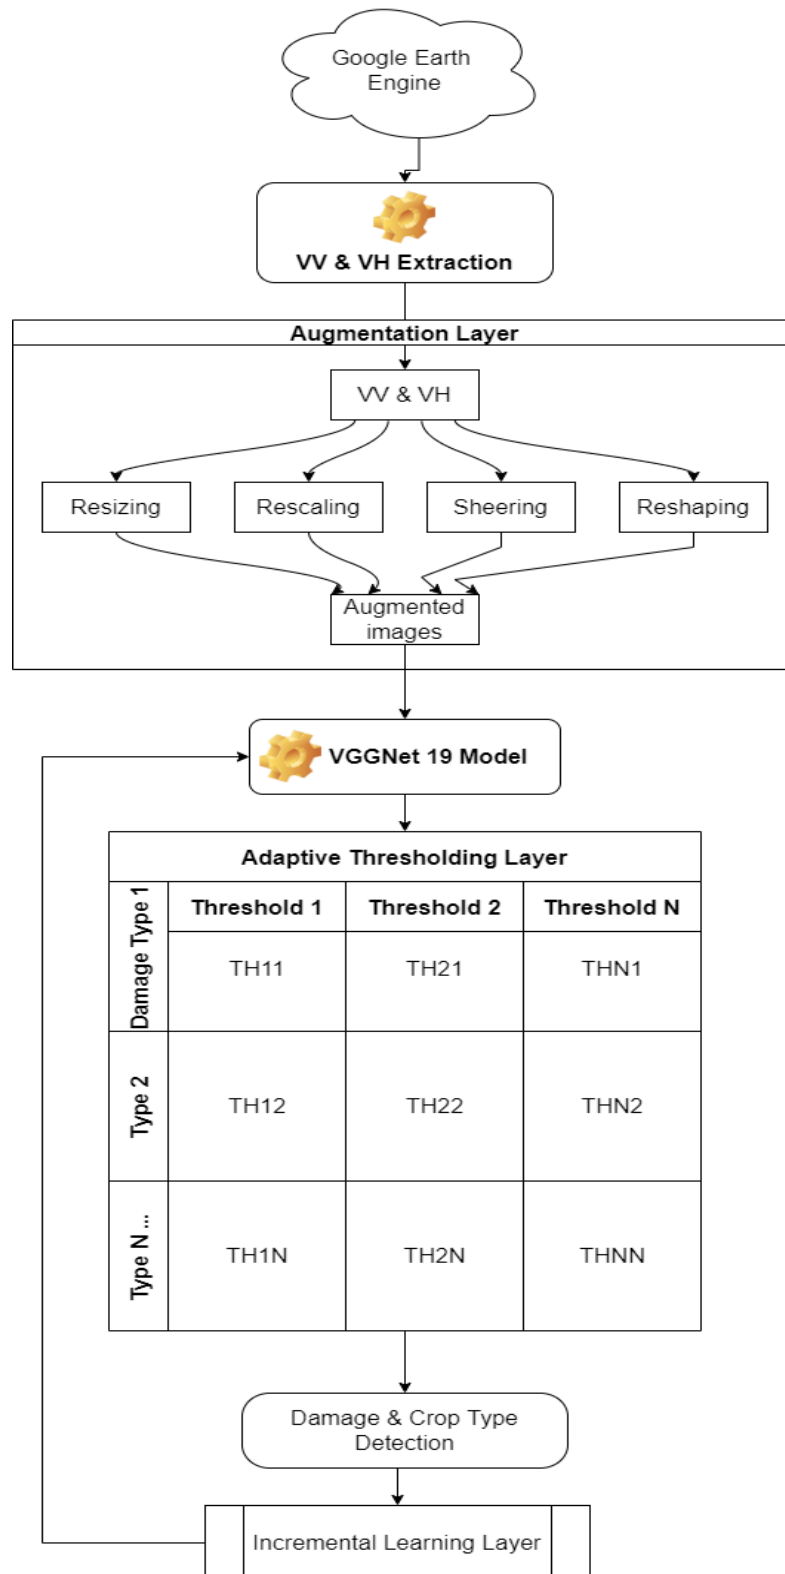 Google Earth
Engine
VV & VH Extraction
Augmentation Layer
VV & VH
Resizing
Rescaling
Sheering
Reshaping
Augmented
images
VGGNet 19 Model
Adaptive Thresholding Layer
Damage Type 1
Threshold 1
Threshold 2
Threshold N
TH11
TH21
THN1
Type 2
TH12
TH22
THN2
Type N ...
TH1N
TH2N
THNN
Damage & Crop Type
Detection
Incremental Learning Layer